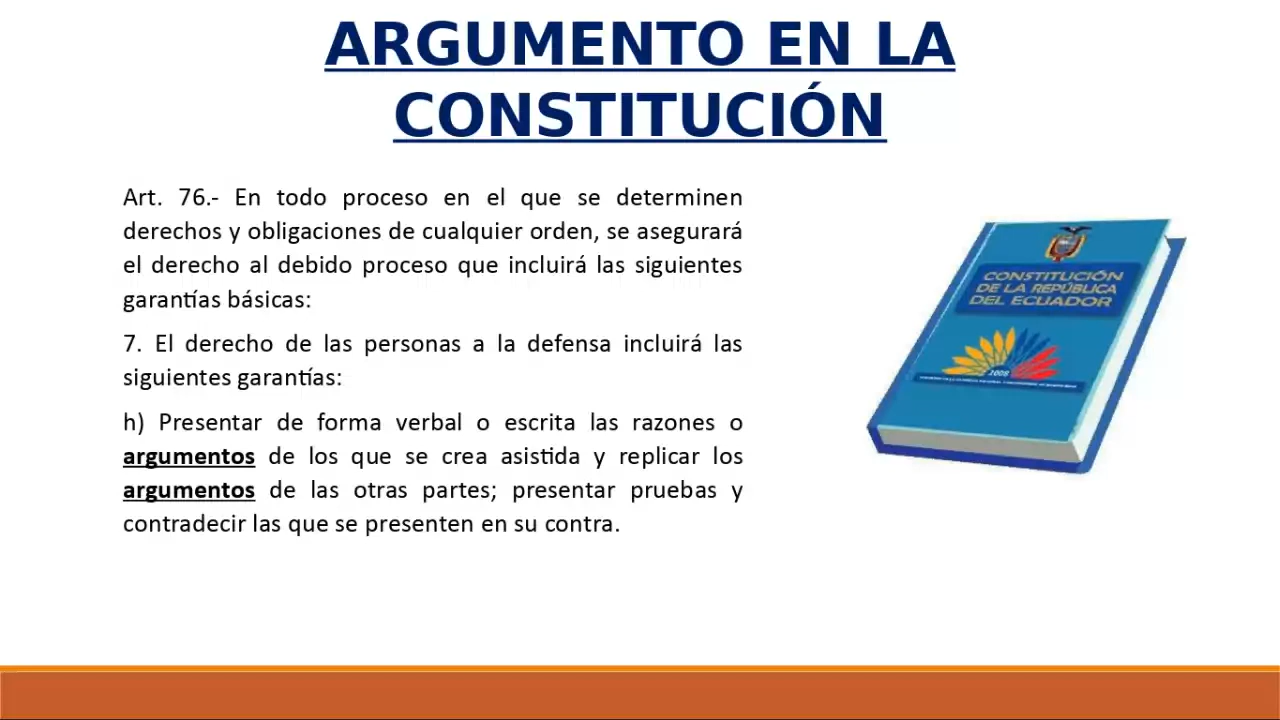 ARGUMENTO EN LA
CONSTITUCIÓN
Art. 76.- En todo proceso en el que se determinen
derechos y obligaciones de cualquier orden, se asegurará
el derecho al debido proceso que incluirá las siguientes
garantías básicas:
7. El derecho de las personas a la defensa incluirá las
siguientes garantías:
h) Presentar de forma verbal o escrita las razones o
argumentos de los que se crea asistida y replicar los
argumentos de las otras partes; presentar pruebas y
contradecir las que se presenten en su contra.
CONSTITUCIÓN
DE LA REPÚBLICA
DEL ECUADOR
2008